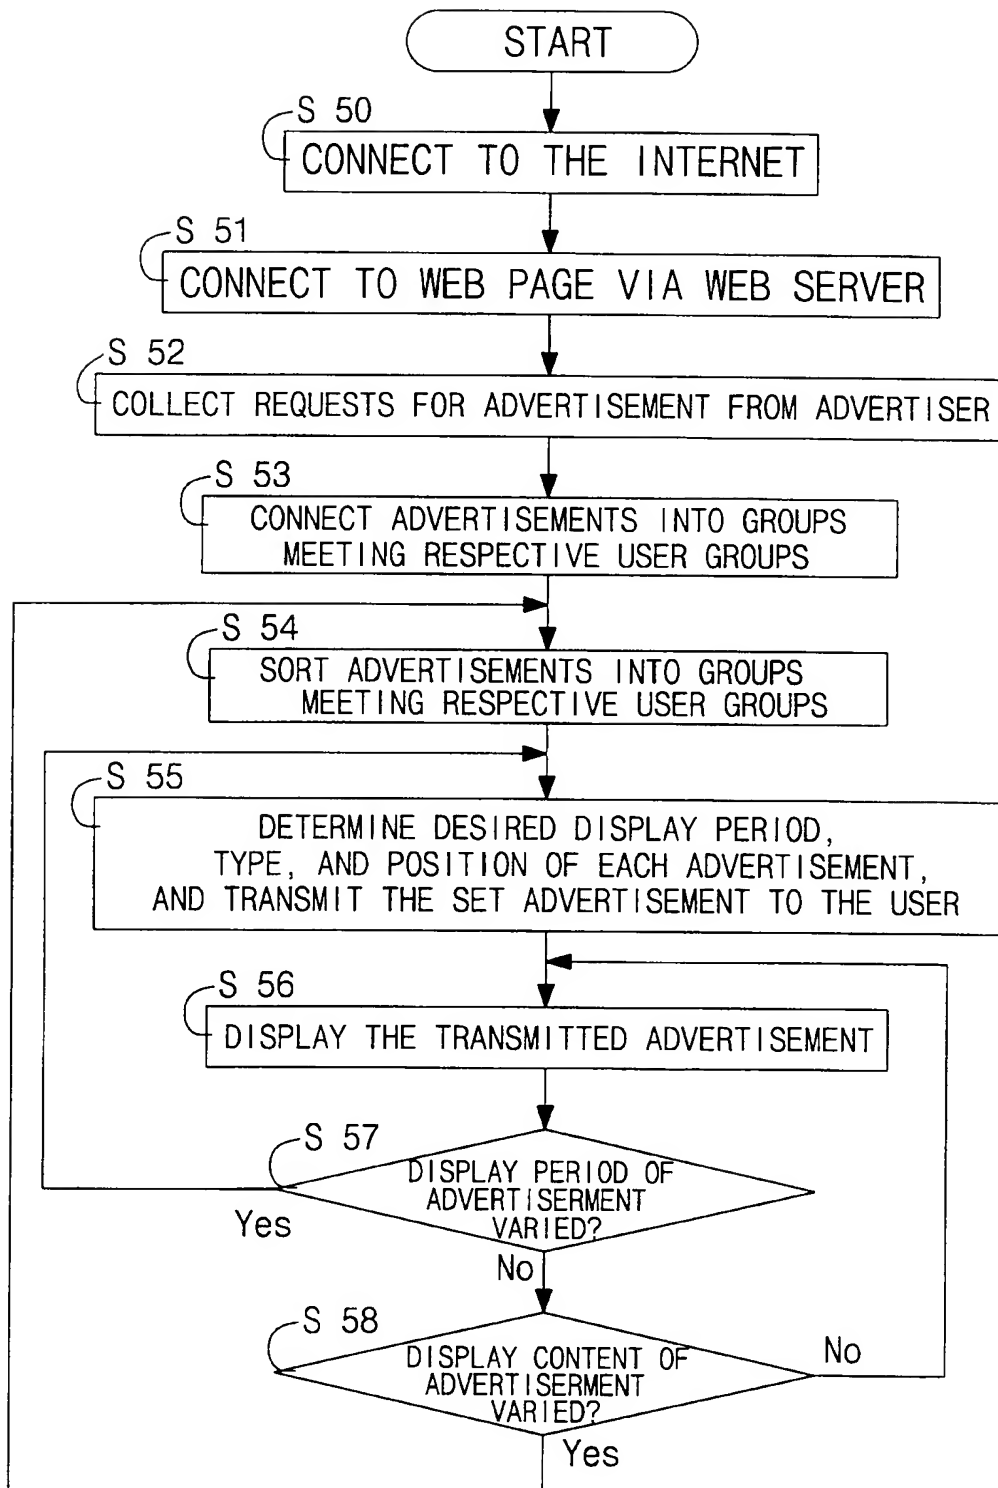 START
S 50
CONNECT TO THE INTERNET
S 51
CONNECT TO WEB PAGE VIA WEB SERVER
S 52
COLLECT REQUESTS FOR ADVERTISEMENT FROM ADVERTISER
S 53
CONNECT ADVERTISEMENTS INTO GROUPS
MEETING RESPECTIVE USER GROUPS
S 54
SORT ADVERTISEMENTS INTO GROUPS
MEETING RESPECTIVE USER GROUPS
S 55
DETERMINE DESIRED DISPLAY PERIOD,
TYPE, AND POSITION OF EACH ADVERTISEMENT,
AND TRANSMIT THE SET ADVERTISEMENT TO THE USER
S 56
DISPLAY THE TRANSMITTED ADVERTISEMENT
S 57
DISPLAY PERIOD OF
ADVERTISERMENT
VARIED?
Yes
No
S 58
DISPLAY CONTENT OF
ADVERTISERMENT
VARIED?
No
Yes